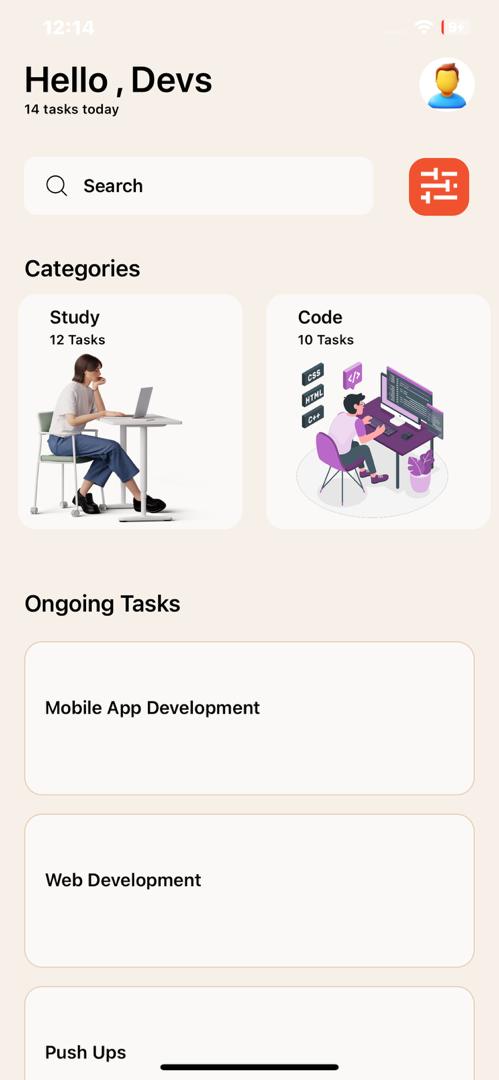 12:14
9+
Hello , Devs
14 tasks today
Search
Categories
Study
12 Tasks
Code
10 Tasks
CSS
</>
HTML
C++
Ongoing Tasks
Mobile App Development
Web Development
Push Ups